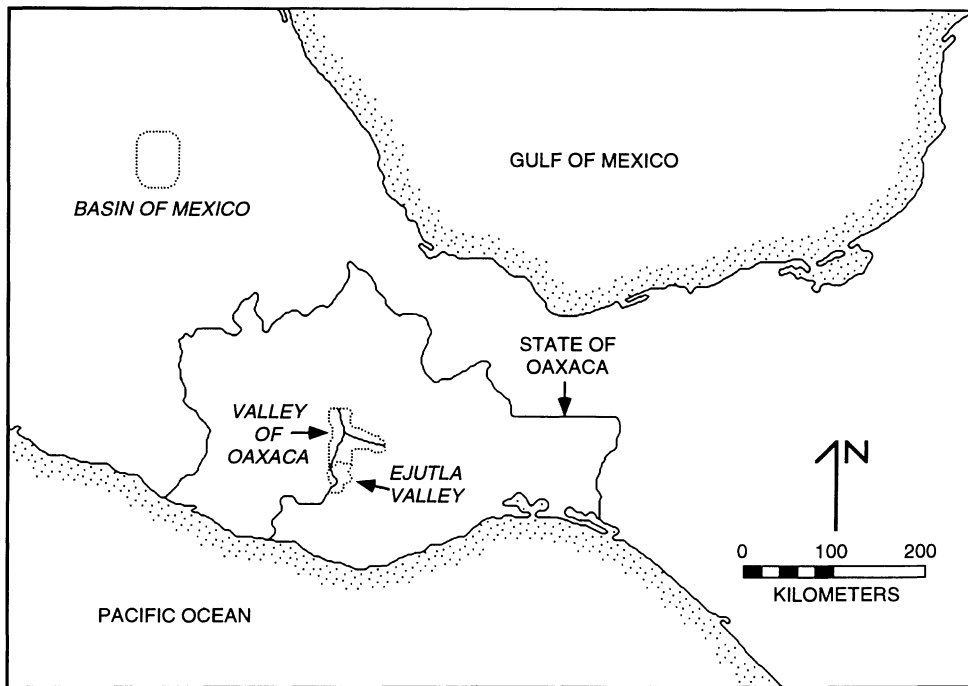 GULF OF MEXICO
BASIN OF MEXICO
STATE OF
OAXACA
VALLEY
OF
OAXACA
EJUTLA
VALLEY
N
0 100 200
KILOMETERS
PACIFIC OCEAN